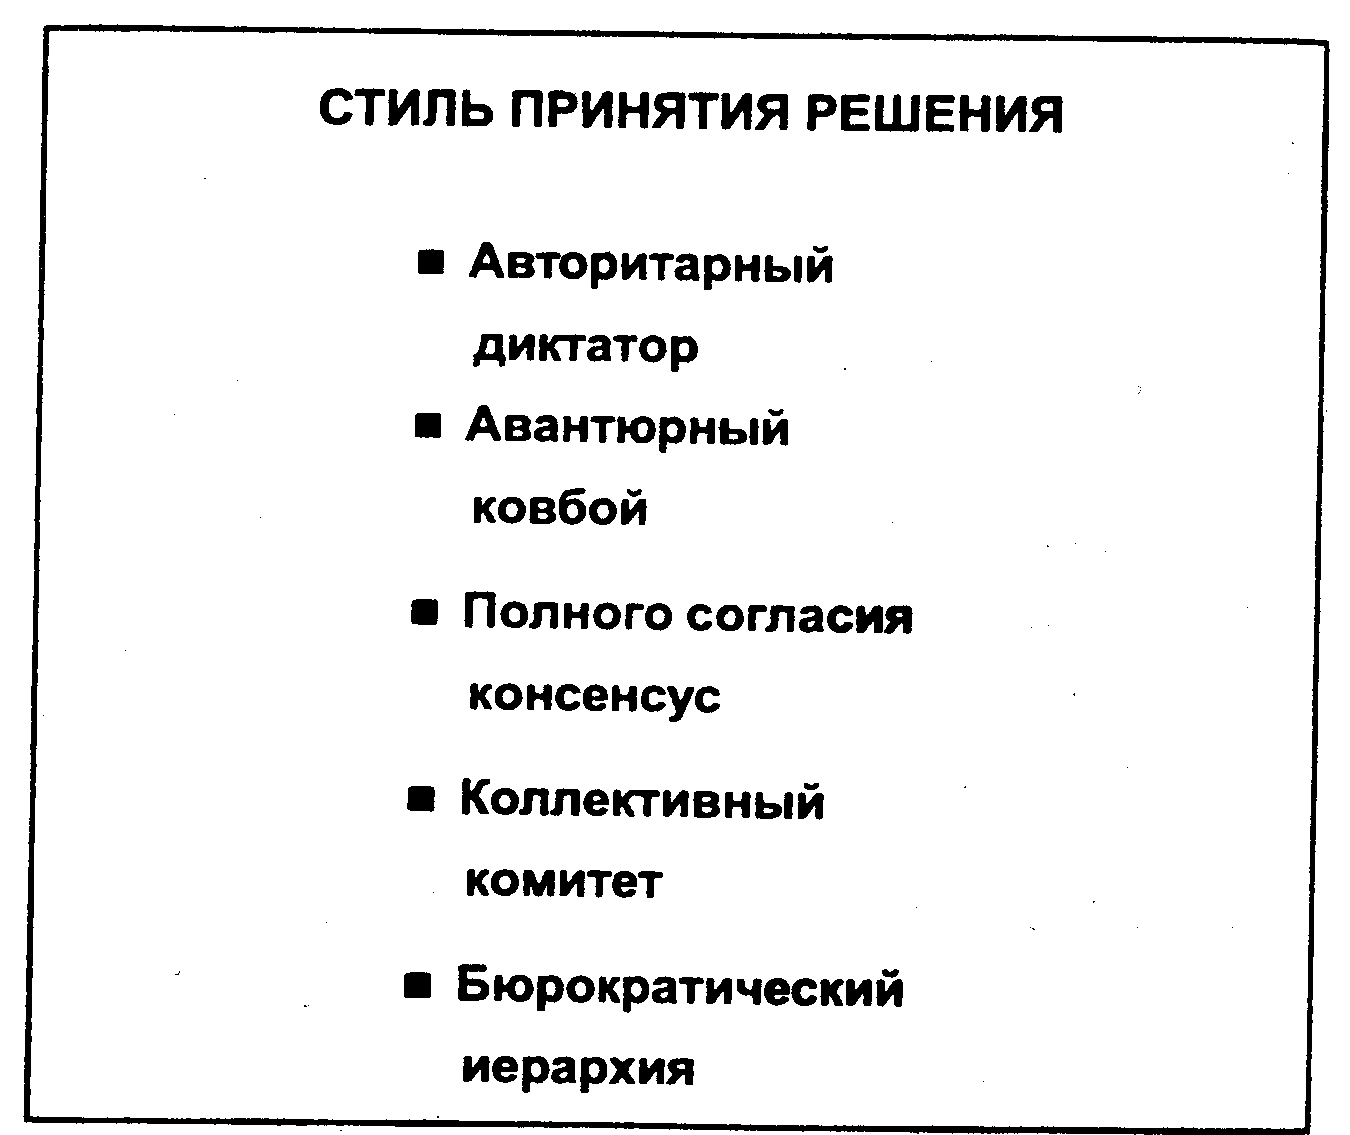 СТИЛЬ ПРИНЯТИЯ РЕШЕНИЯ
■ Авторитарный
диктатор
■ Авантюрный
ковбой
■ Полного согласия
консенсус
■ Коллективный
комитет
■ Бюрократический
иерархия